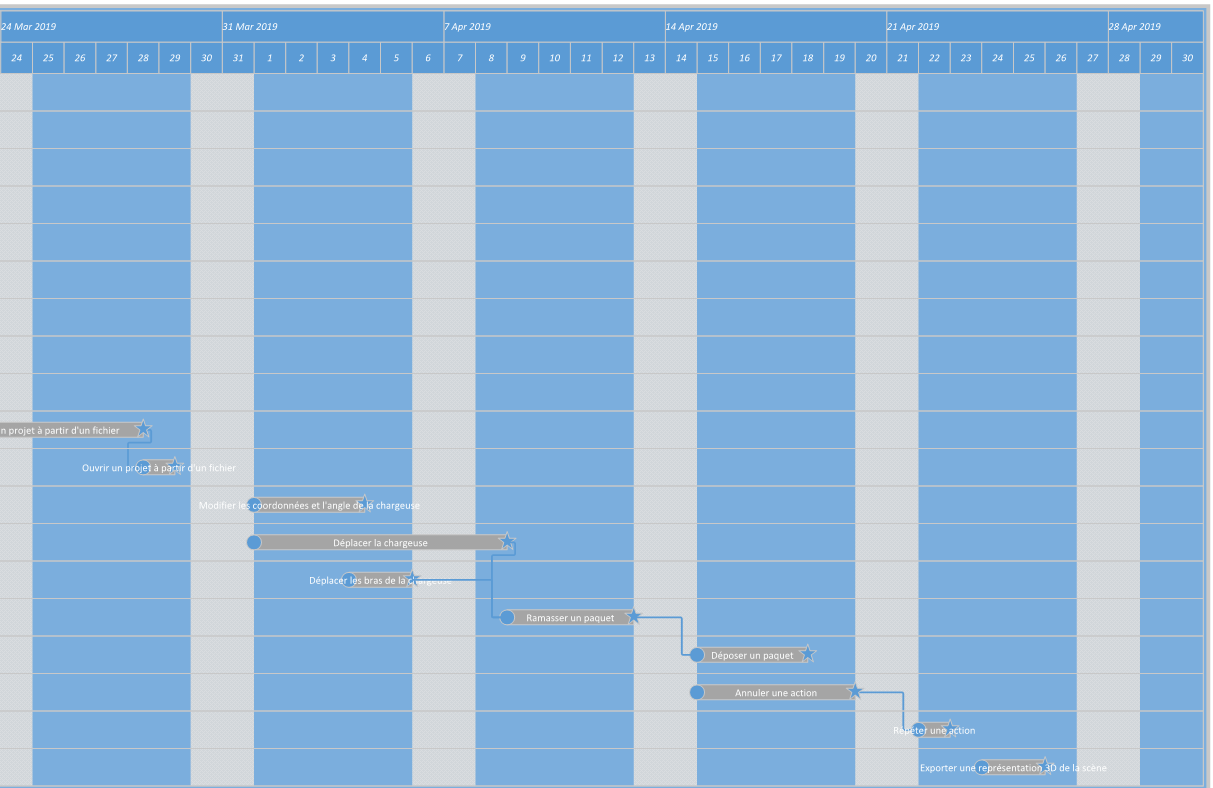 24 Mar 2019 31 Mar 2019 7 Apr 2019 14 Apr 2019 21 Apr 2019 28 Apr 2019
24 25 26 27 28 29 30 31 1 2 3 4 5 6 7 8 9 10 11 12 13 14 15 16 17 18 19 20 21 22 23 24 25 26 27 28 29 30
n projet à partir d'un fichier
Ouvrir un projet à partir d'un fichier
Modifier les coordonnées et l'angle de la chargeuse
Déplacer la chargeuse
Déplacer les bras de la chargeuse
Ramasser un paquet
Déposer un paquet
Annuler une action
Répéter une action
Exporter une représentation 3D de la scène